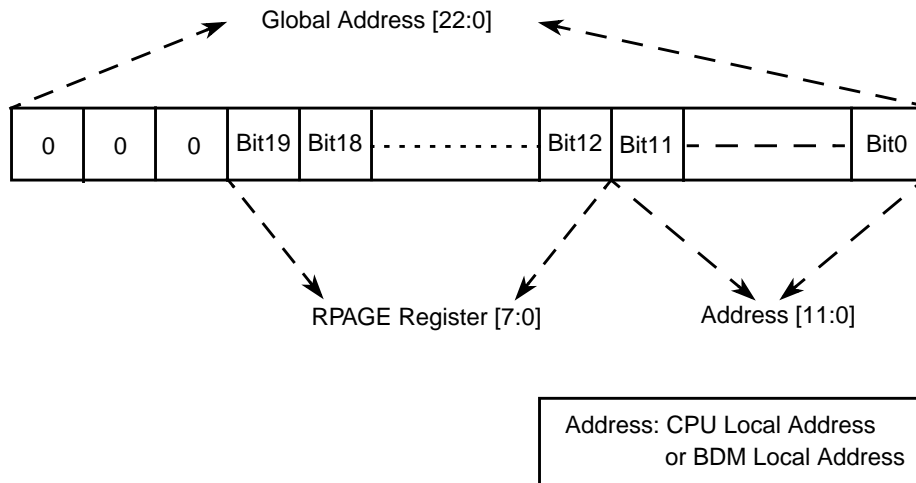 Global Address [22:0]
0 0 0 Bit19 Bit18 Bit12 Bit11 Bit0
RPAGE Register [7:0] Address [11:0]
Address: CPU Local Address
or BDM Local Address